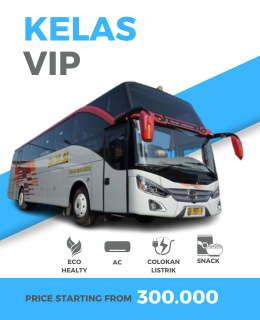 KELAS
VIP
ECO
HEALTY
AC
COLOKAN
LISTRIK
SNACK
PRICE STARTING FROM 300.000